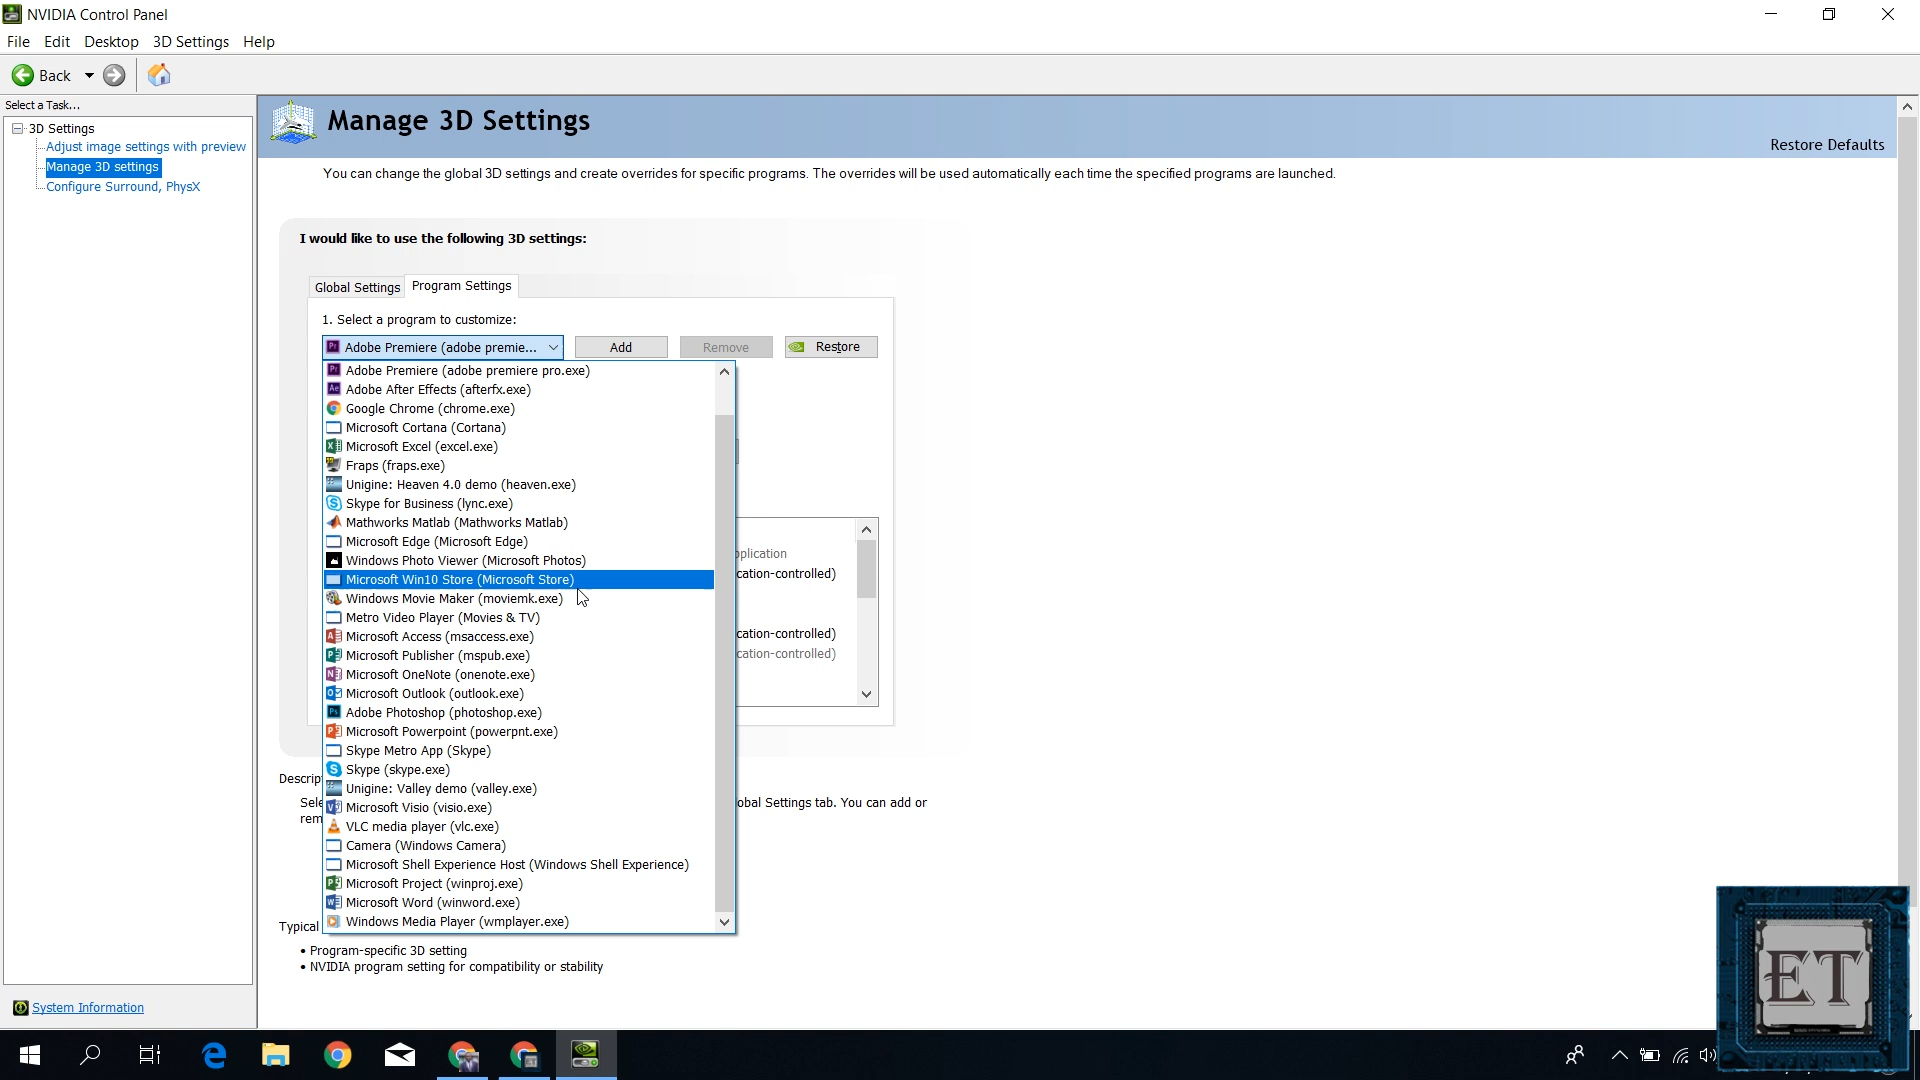 NVIDIA Control Panel
File Edit Desktop 3D Settings Help
Back
Select a Task...
3D Settings
Adjust image settings with preview
Manage 3D settings
Configure Surround, PhysX
System Information
Manage 3D Settings
Restore Defaults
You can change the global 3D settings and create overrides for specific programs. The overrides will be used automatically each time the specified programs are launched.
I would like to use the following 3D settings:
Global Settings Program Settings
1. Select a program to customize:
Adobe Premiere (adobe premie... Add Remove Restore
Adobe Premiere (adobe premiere pro.exe)
Adobe After Effects (afterfx.exe)
Google Chrome (chrome.exe)
Microsoft Cortana (Cortana)
Microsoft Excel (excel.exe)
Fraps (fraps.exe)
Unigine: Heaven 4.0 demo (heaven.exe)
Skype for Business (lync.exe)
Mathworks Matlab (Mathworks Matlab)
Microsoft Edge (Microsoft Edge)
Windows Photo Viewer (Microsoft Photos)
Microsoft Win10 Store (Microsoft Store)
Windows Movie Maker (moviemk.exe)
Metro Video Player (Movies & TV)
Microsoft Access (msaccess.exe)
Microsoft Publisher (mspub.exe)
Microsoft OneNote (onenote.exe)
Microsoft Outlook (outlook.exe)
Adobe Photoshop (photoshop.exe)
Microsoft Powerpoint (powerpnt.exe)
Skype Metro App (Skype)
Skype (skype.exe)
Unigine: Valley demo (valley.exe)
Microsoft Visio (visio.exe)
VLC media player (vlc.exe)
Camera (Windows Camera)
Microsoft Shell Experience Host (Windows Shell Experience)
Microsoft Project (winproj.exe)
Microsoft Word (winword.exe)
Windows Media Player (wmplayer.exe)
pplication
cation-controlled)
cation-controlled)
cation-controlled)
Descrip
Sele
obal Settings tab. You can add or
rem
Typical
• Program-specific 3D setting
• NVIDIA program setting for compatibility or stability
ET